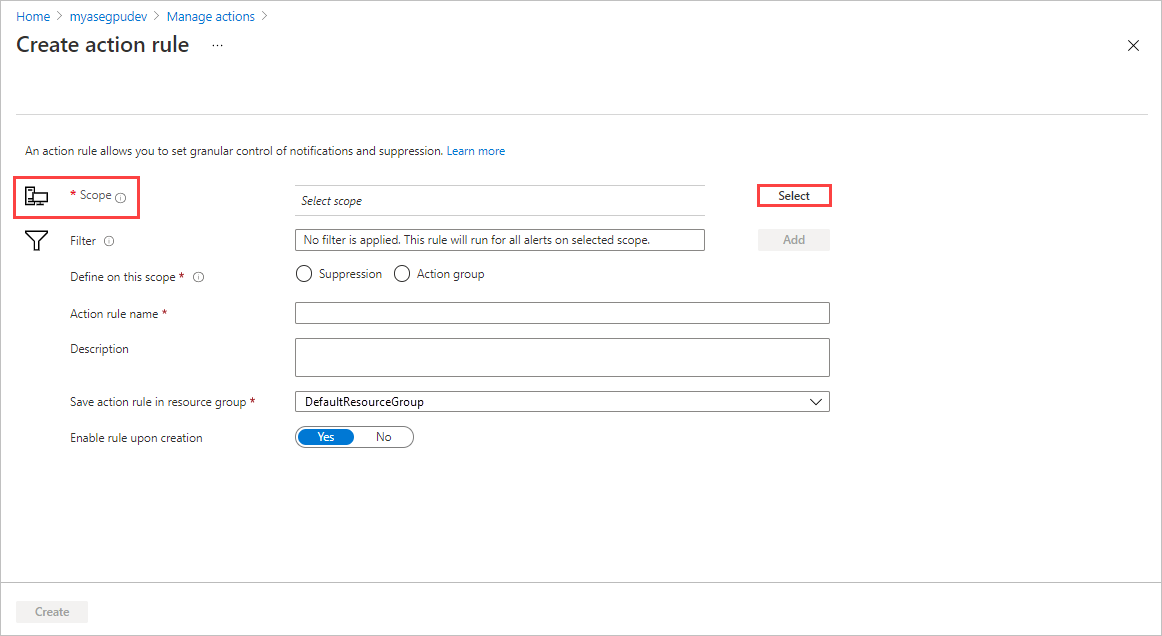 Home > myasegpudev > Manage actions >
Create action rule ...
An action rule allows you to set granular control of notifications and suppression. Learn more
* Scope
Select scope
Select
Filter
No filter is applied. This rule will run for all alerts on selected scope.
Add
Define on this scope *
Suppression
Action group
Action rule name *
Description
Save action rule in resource group *
DefaultResourceGroup
Enable rule upon creation
Yes
No
Create